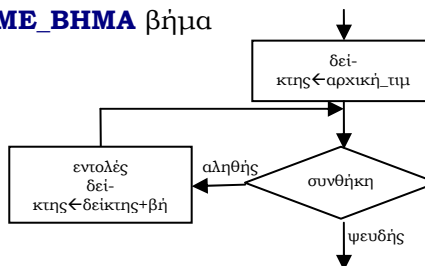 ΜΕ_ΒΗΜΑ βήμα
δεί-
κτης←αρχική_τιμ
εντολές
δεί-
κτης←δείκτης+βή
αληθής
συνθήκη
ψευδής